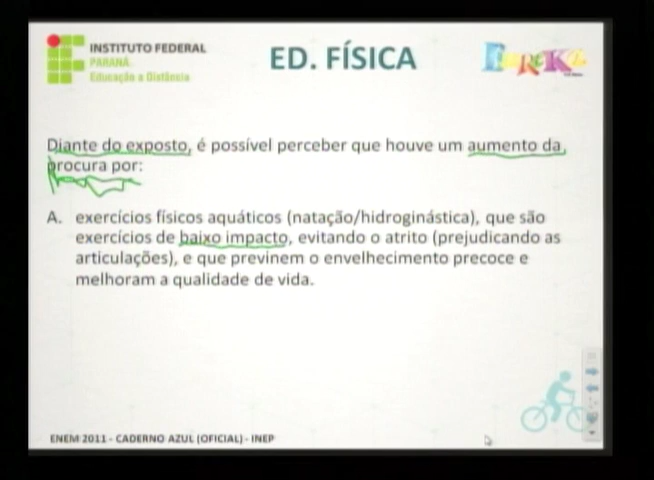 INSTITUTO FEDERAL
PARANÁ
Educação a Distância
ED. FÍSICA
EUREKA
Diante do exposto, é possível perceber que houve um aumento da
procura por:
A. exercícios físicos aquáticos (natação/hidroginástica), que são
exercícios de baixo impacto, evitando o atrito (prejudicando as
articulações), e que previnem o envelhecimento precoce e
melhoram a qualidade de vida.
ENEM 2011 - CADERNO AZUL (OFICIAL) - INEP